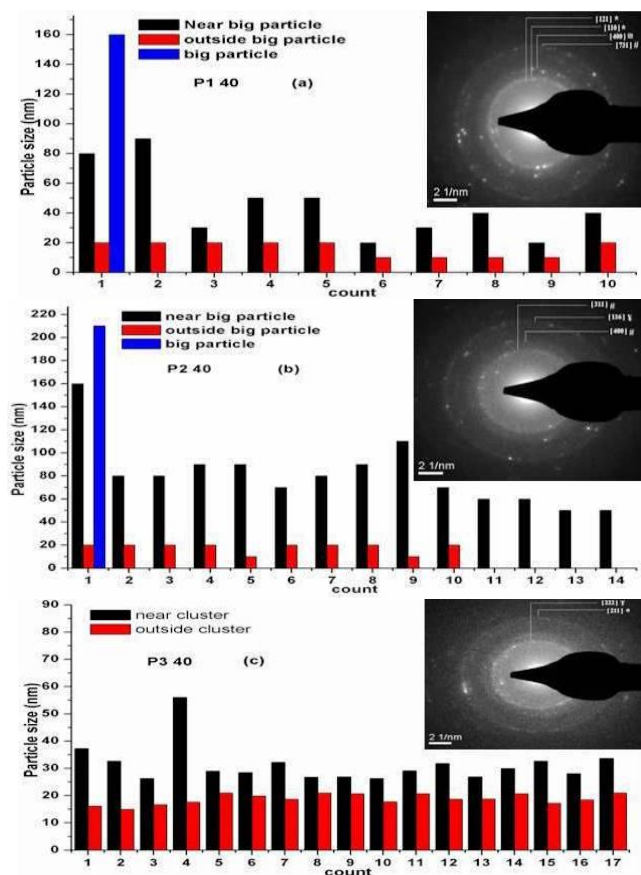 Near big particle
outside big particle
big particle
P1 40 (a)
Particle size (nm)
160
140
120
100
80
60
40
20
0
1 2 3 4 5 6 7 8 9 10
count
[121] *
[110] *
[731] #
2 1/nm
near big particle
outside big particle
big particle
P2 40 (b)
Particle size (nm)
220
200
180
160
140
120
100
80
60
40
20
0
1 2 3 4 5 6 7 8 9 10 11 12 13 14
count
[311] #
[400] #
2 1/nm
near cluster
outside cluster
P3 40 (c)
Particle size (nm)
90
80
70
60
50
40
30
20
10
0
1 2 3 4 5 6 7 8 9 10 11 12 13 14 15 16 17
count
2 1/nm